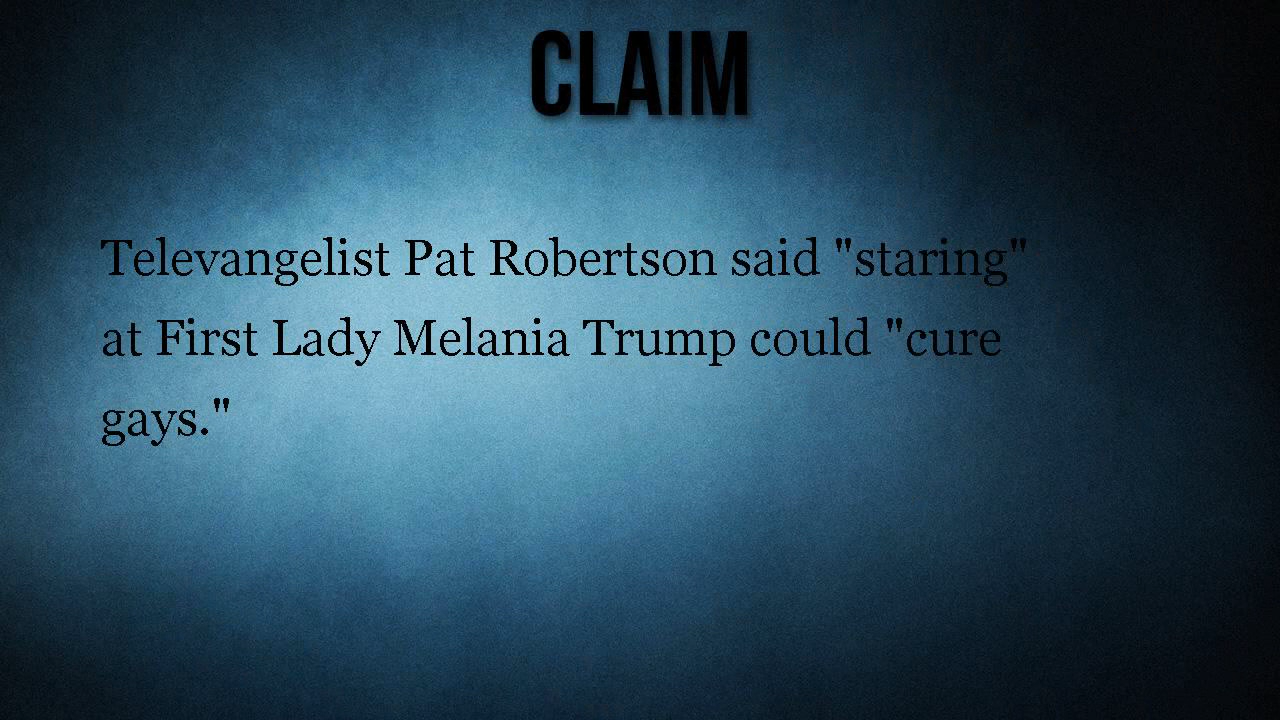 CLAIM
Televangelist Pat Robertson said "staring"
at First Lady Melania Trump could "cure
gays."